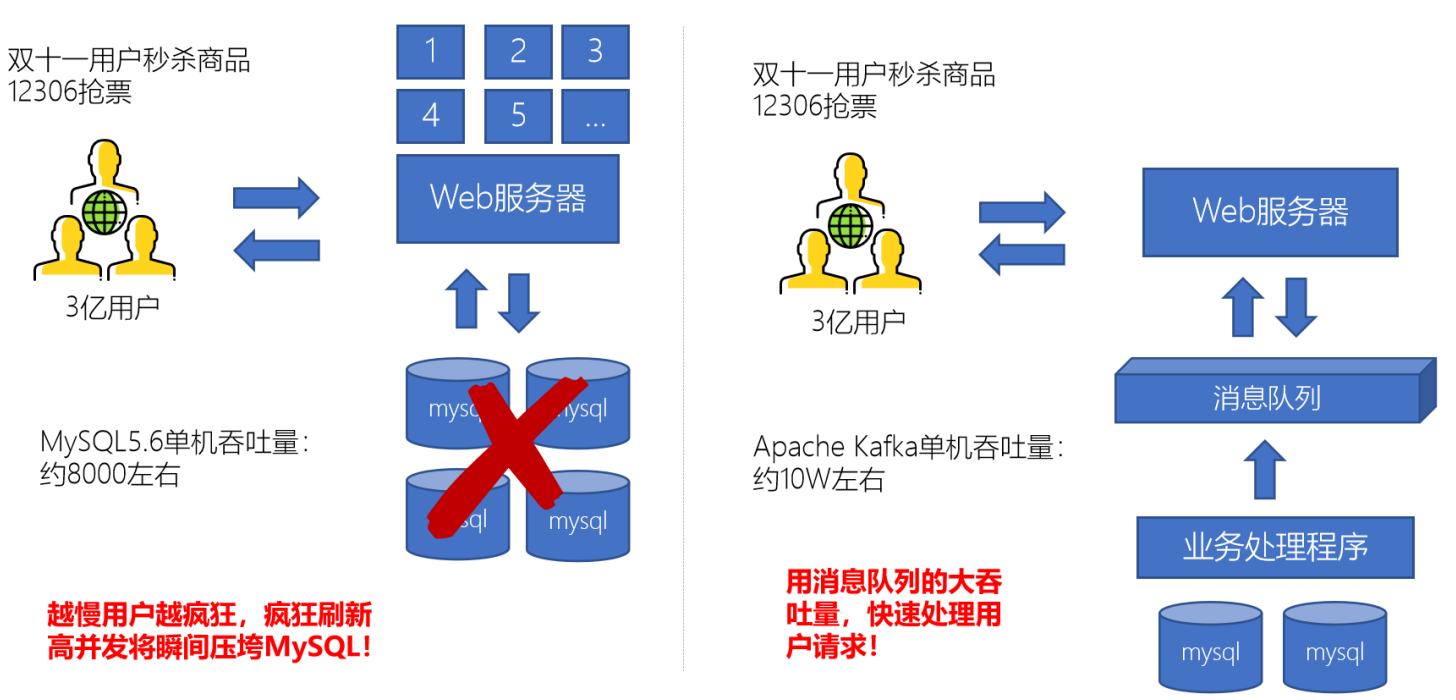 双十一用户秒杀商品
12306抢票
1
2
3
4
5
...
Web服务器
3亿用户
mysql
mysql
mysql
mysql
MySQL5.6单机吞吐量：
约8000左右
越慢用户越疯狂，疯狂刷新
高并发将瞬间压垮MySQL！
双十一用户秒杀商品
12306抢票
Web服务器
3亿用户
消息队列
Apache Kafka单机吞吐量：
约10W左右
业务处理程序
用消息队列的大吞
吐量，快速处理用
户请求！
mysql
mysql